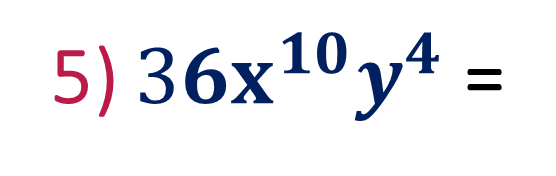 5) 36x¹⁰y⁴ =